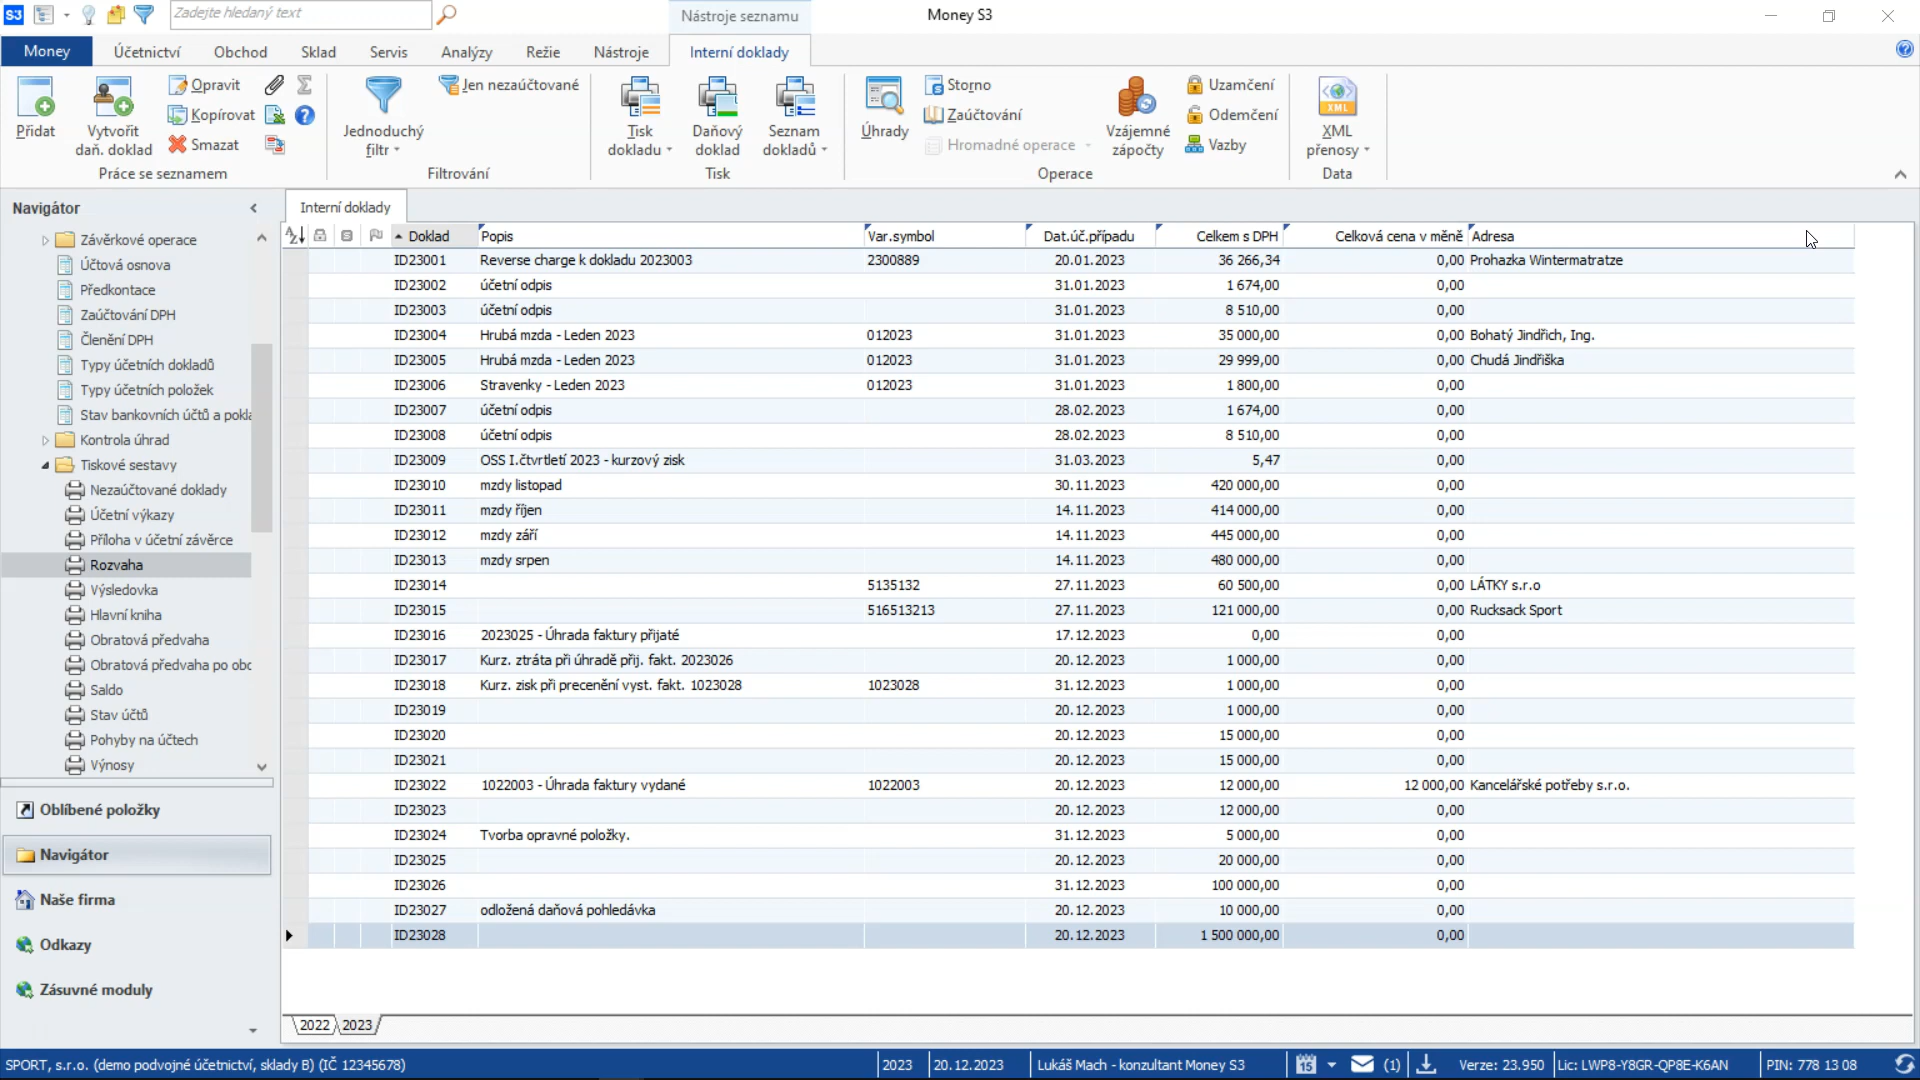 S3 Zadejte hledaný text Nástroje seznamu Money S3
Money Účetnictví Obchod Sklad Servis Analýzy Režie Nástroje Interní doklady
Přidat
Vytvořit
daň. doklad
Opravit
Kopírovat
Smazat
Práce se seznamem
Jednoduchý
filtr
Jen nezaúčtované
Filtrování
Tisk
dokladu
Daňový
doklad
Seznam
dokladů
Tisk
Úhrady
Storno
Zaúčtování
Hromadné operace
Vzájemné
zápočty
Uzamčení
Odemčení
Vazby
Operace
XML
XML
přenosy
Data
Navigátor
Závěrkové operace
Účtová osnova
Předkontace
Zaúčtování DPH
Členění DPH
Typy účetních dokladů
Typy účetních položek
Stav bankovních účtů a pokla
Kontrola úhrad
Tiskové sestavy
Nezaúčtované doklady
Účetní výkazy
Příloha v účetní závěrce
Rozvaha
Výsledovka
Hlavní kniha
Obratová předvaha
Obratová předvaha po obc
Saldo
Stav účtů
Pohyby na účtech
Výnosy
Oblíbené položky
Navigátor
Naše firma
Odkazy
Zásuvné moduly
Interní doklady
Doklad Popis Var.symbol Dat.úč.případu Celkem s DPH Celková cena v měně Adresa
ID23001 Reverse charge k dokladu 2023003 2300889 20.01.2023 36 266,34 0,00 Prohazka Wintermatratze
ID23002 účetní odpis 31.01.2023 1 674,00 0,00
ID23003 účetní odpis 31.01.2023 8 510,00 0,00
ID23004 Hrubá mzda - Leden 2023 012023 31.01.2023 35 000,00 0,00 Bohatý Jindřich, Ing.
ID23005 Hrubá mzda - Leden 2023 012023 31.01.2023 29 999,00 0,00 Chudá Jindřiška
ID23006 Stravenky - Leden 2023 012023 31.01.2023 1 800,00 0,00
ID23007 účetní odpis 28.02.2023 1 674,00 0,00
ID23008 účetní odpis 28.02.2023 8 510,00 0,00
ID23009 OSS I.čtvrtletí 2023 - kurzový zisk 31.03.2023 5,47 0,00
ID23010 mzdy listopad 30.11.2023 420 000,00 0,00
ID23011 mzdy říjen 14.11.2023 414 000,00 0,00
ID23012 mzdy září 14.11.2023 445 000,00 0,00
ID23013 mzdy srpen 14.11.2023 480 000,00 0,00
ID23014 5135132 27.11.2023 60 500,00 0,00 LÁTKY s.r.o
ID23015 516513213 27.11.2023 121 000,00 0,00 Rucksack Sport
ID23016 2023025 - Úhrada faktury přijaté 17.12.2023 0,00 0,00
ID23017 Kurz. ztráta při úhradě přij. fakt. 2023026 20.12.2023 1 000,00 0,00
ID23018 Kurz. zisk při precenění vyst. fakt. 1023028 1023028 31.12.2023 1 000,00 0,00
ID23019 20.12.2023 1 000,00 0,00
ID23020 20.12.2023 15 000,00 0,00
ID23021 20.12.2023 15 000,00 0,00
ID23022 1022003 - Úhrada faktury vydané 1022003 20.12.2023 12 000,00 12 000,00 Kancelářské potřeby s.r.o.
ID23023 20.12.2023 12 000,00 0,00
ID23024 Tvorba opravné položky. 31.12.2023 5 000,00 0,00
ID23025 20.12.2023 20 000,00 0,00
ID23026 31.12.2023 100 000,00 0,00
ID23027 odložená daňová pohledávka 20.12.2023 10 000,00 0,00
ID23028 20.12.2023 1 500 000,00 0,00
2022 2023
SPORT, s.r.o. (demo podvojné účetnictví, sklady B) (IČ 12345678) 2023 20.12.2023 Lukáš Mach - konzultant Money S3 15 (1) Verze: 23.950 Lic: LWP8-Y8GR-QP8E-K6AN PIN: 778 13 08